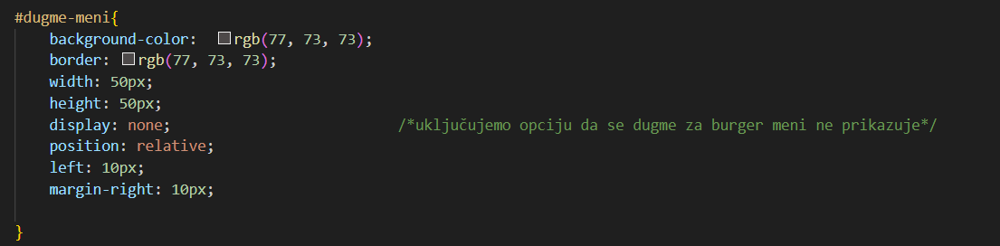 #dugme-meni{
background-color: rgb(77, 73, 73);
border: rgb(77, 73, 73);
width: 50px;
height: 50px;
display: none; /*uključujemo opciju da se dugme za burger meni ne prikazuje*/
position: relative;
left: 10px;
margin-right: 10px;
}